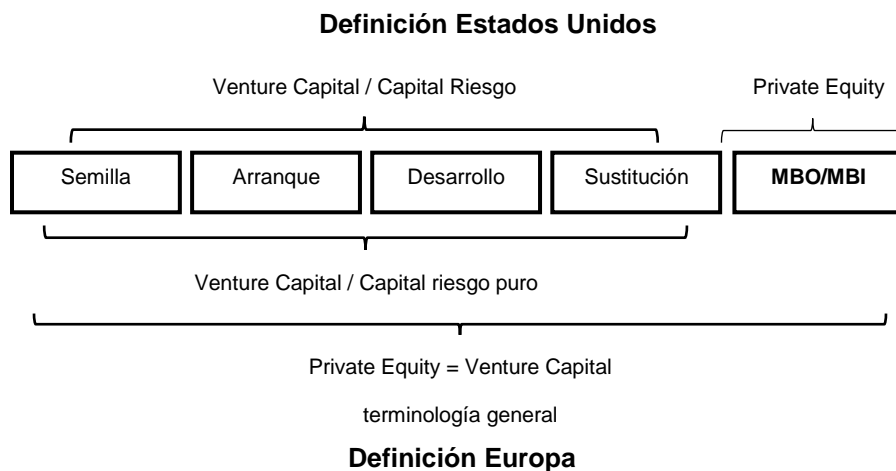 Definición Estados Unidos
Venture Capital / Capital Riesgo
Private Equity
Semilla
Arranque
Desarrollo
Sustitución
MBO/MBI
Venture Capital / Capital riesgo puro
Private Equity = Venture Capital
terminología general
Definición Europa